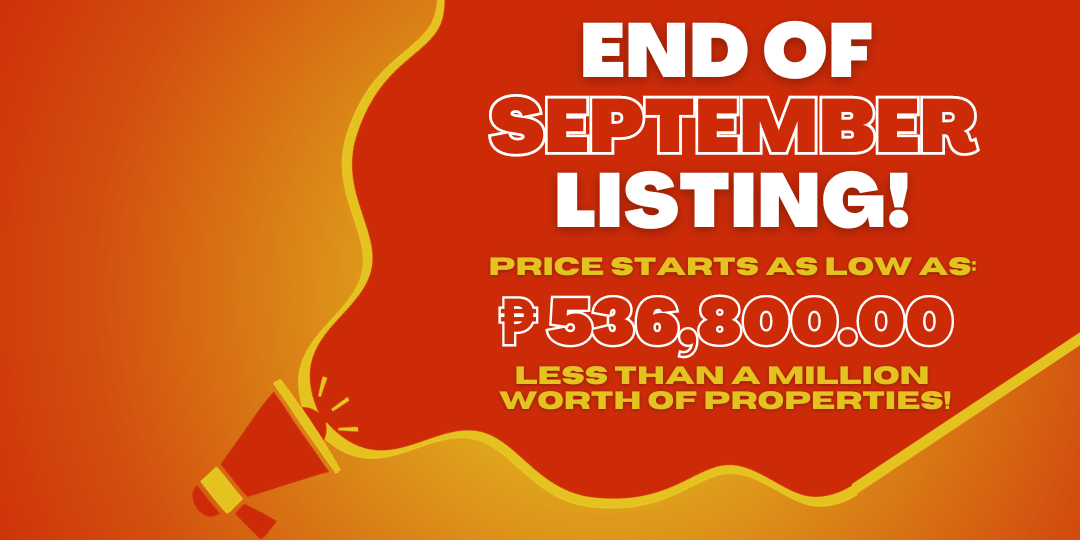 END OF
SEPTEMBER
LISTING!
PRICE STARTS AS LOW AS:
₱ 536,800.00
LESS THAN A MILLION
WORTH OF PROPERTIES!